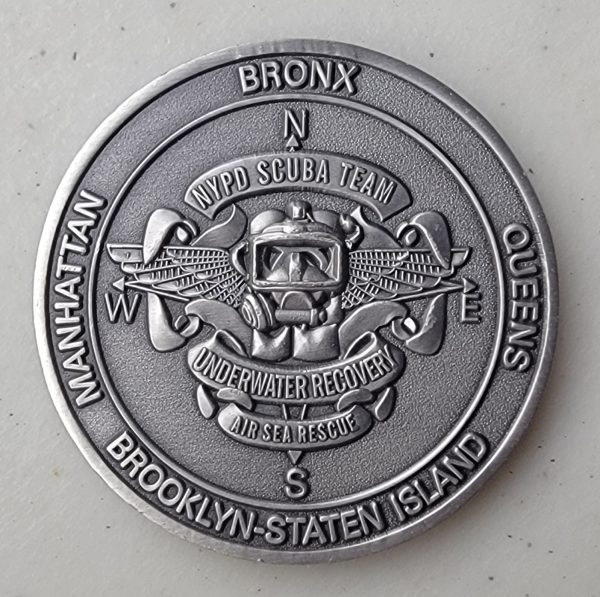 BRONX
N
NYPD SCUBA TEAM
MANHATTAN
W
E
QUEENS
UNDERWATER RECOVERY
AIR SEA RESCUE
S
BROOKLYN-STATEN ISLAND